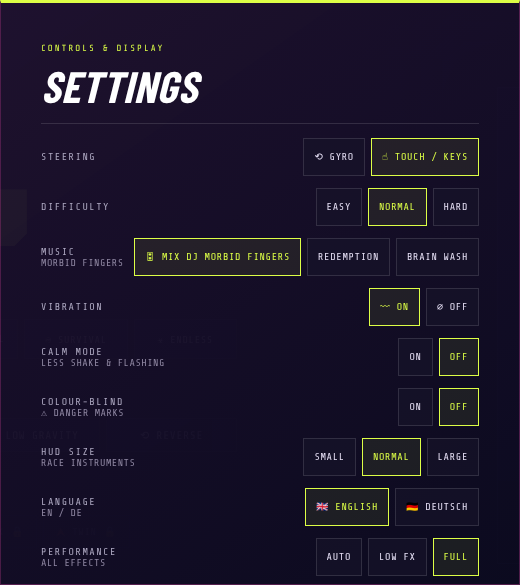 CONTROLS & DISPLAY
SETTINGS
STEERING
⟲ GYRO
☝ TOUCH / KEYS
DIFFICULTY
EASY
NORMAL
HARD
MUSIC
MORBID FINGERS
🎛 MIX DJ MORBID FINGERS
REDEMPTION
BRAIN WASH
VIBRATION
〰 ON
⌀ OFF
CALM MODE
LESS SHAKE & FLASHING
ON
OFF
COLOUR-BLIND
⚠ DANGER MARKS
ON
OFF
HUD SIZE
RACE INSTRUMENTS
SMALL
NORMAL
LARGE
LANGUAGE
EN / DE
🇬🇧 ENGLISH
🇩🇪 DEUTSCH
PERFORMANCE
ALL EFFECTS
AUTO
LOW FX
FULL